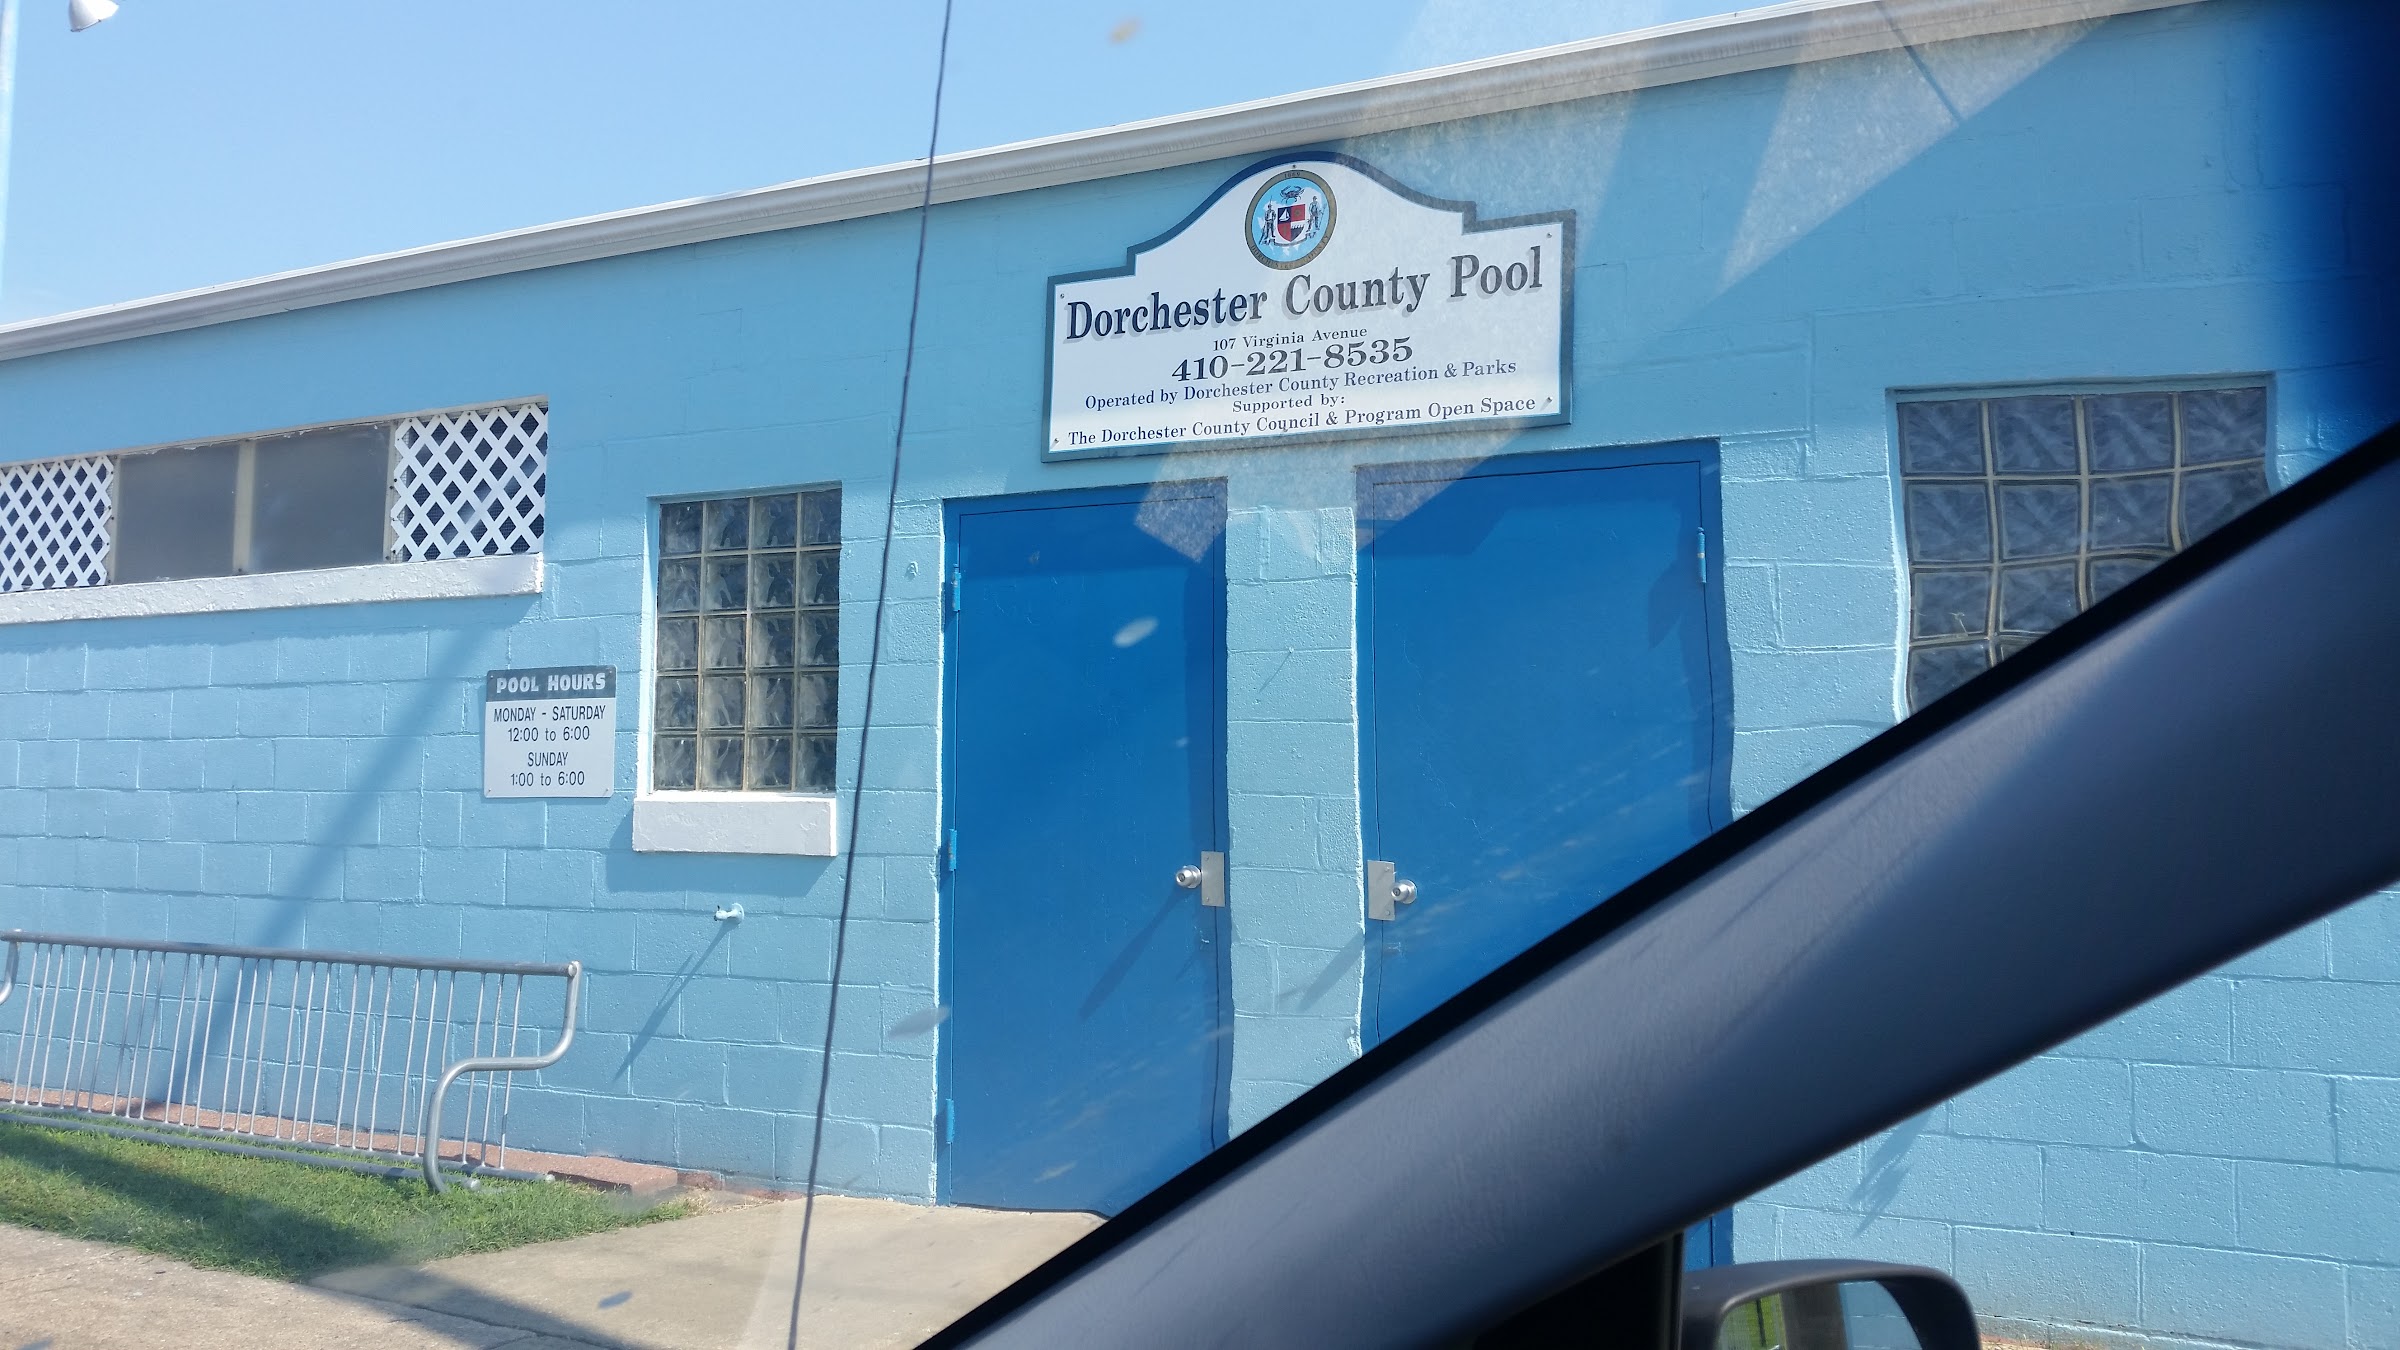 1669
Dorchester County Pool
107 Virginia Avenue
410-221-8535
Operated by Dorchester County Recreation & Parks
Supported by:
The Dorchester County Council & Program Open Space
POOL HOURS
MONDAY - SATURDAY
12:00 to 6:00
SUNDAY
1:00 to 6:00